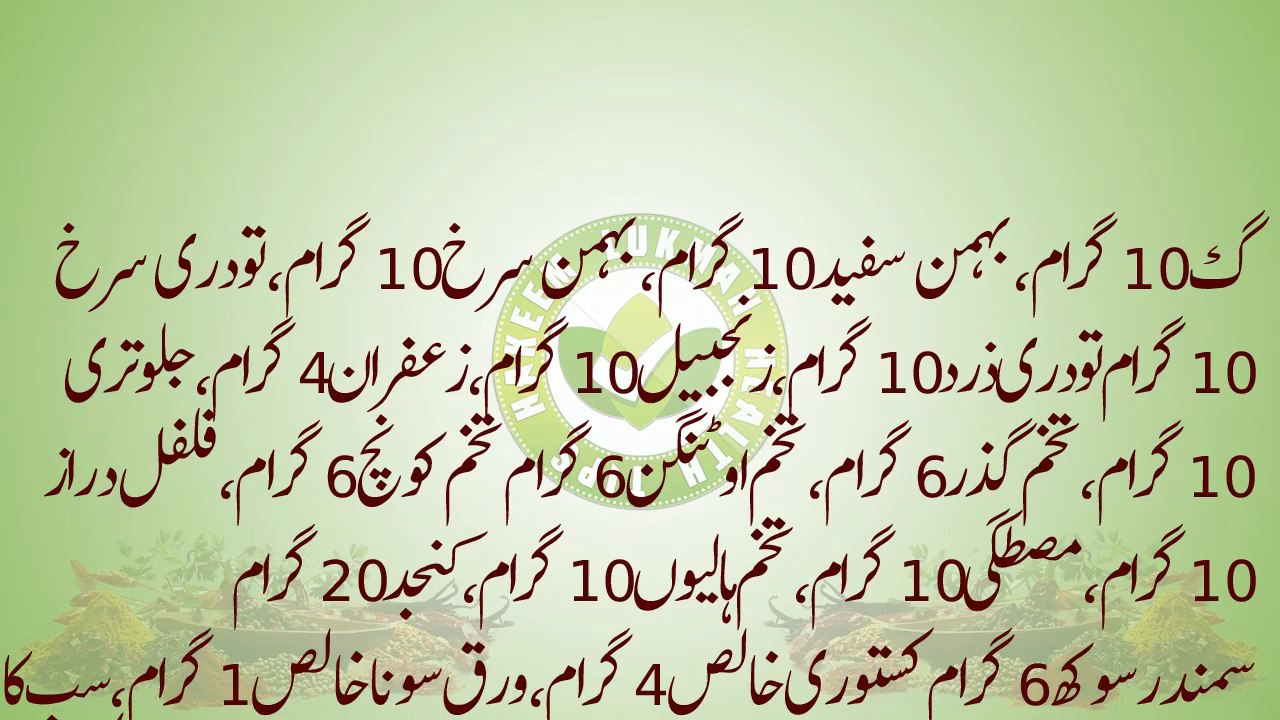 گ10 گرام، بہمن سفید10 گرام، بہمن سرخ10 گرام،تودری سرخ
10 گرام تودری ذرد10 گرام،زنجبیل10 گرام،زعفران4 گرام،جلوتری
10 گرام، تخم گذر6 گرام، تخم اوٹنگن6 گرام تخم کونچ6 گرام، فلفل دراز
10 گرام، مصطگی10 گرام، تخم ہالیوں10 گرام،کنجد20 گرام
سمندر سوکھ6 گرام کستوری خالص4 گرام،ورق سونا خالص1 گرام،سب کا